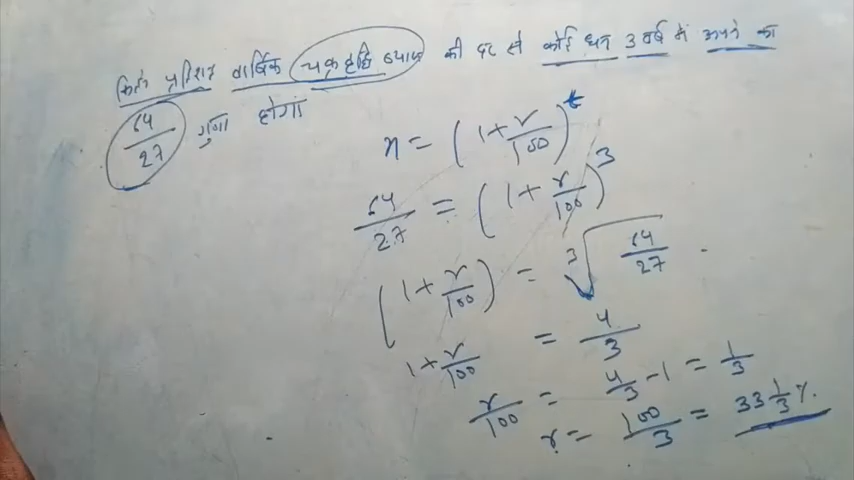 कितने प्रतिशत वार्षिक चक्रवृद्धि ब्याज की दर से कोई धन 3 वर्ष में अपने का
64/27 गुना होगा
n = (1 + r/100)^t
64/27 = (1 + r/100)^3
(1 + r/100) = ∛(64/27)
1 + r/100 = 4/3
r/100 = 4/3 - 1 = 1/3
r = 100/3 = 33 1/3 %.